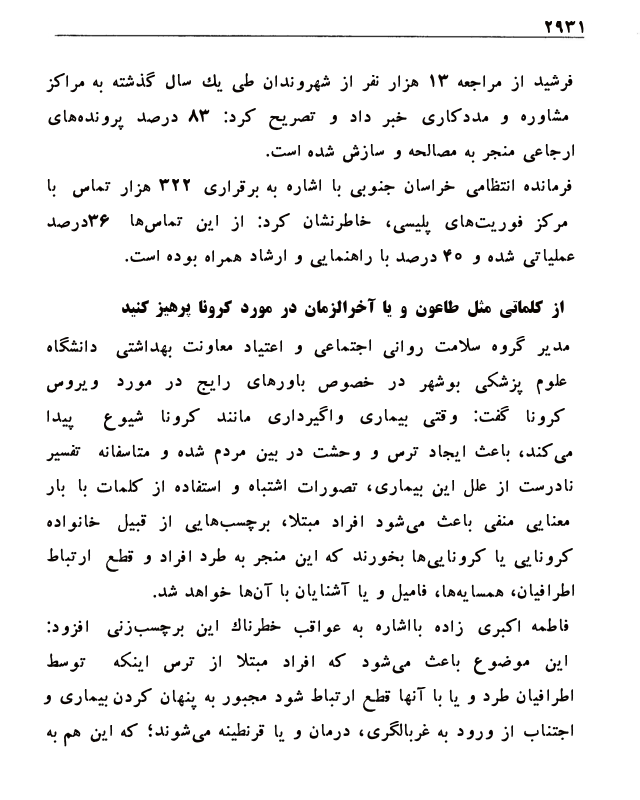 ۲۹۳۱
فرشید از مراجعه ۱۳ هزار نفر از شهروندان طی یك سال گذشته به مراکز
مشاوره و مددکاری خبر داد و تصریح کرد: ۸۳ درصد پرونده‌های
ارجاعی منجر به مصالحه و سازش شده است.
فرمانده انتظامی خراسان جنوبی با اشاره به برقراری ۳۲۲ هزار تماس با
مرکز فوریت‌های پلیسی، خاطرنشان کرد: از این تماس‌ها ۳۶درصد
عملیاتی شده و ۴۰ درصد با راهنمایی و ارشاد همراه بوده است.
از کلماتی مثل طاعون و یا آخرالزمان در مورد کرونا پرهیز کنید
مدیر گروه سلامت روانی اجتماعی و اعتیاد معاونت بهداشتی دانشگاه
علوم پزشکی بوشهر در خصوص باورهای رایج در مورد ویروس
کرونا گفت: وقتی بیماری واگیرداری مانند کرونا شیوع پیدا
می‌کند، باعث ایجاد ترس و وحشت در بین مردم شده و متاسفانه تفسیر
نادرست از علل این بیماری، تصورات اشتباه و استفاده از کلمات با بار
معنایی منفی باعث می‌شود افراد مبتلا، برچسب‌هایی از قبیل خانواده
کرونایی یا کرونایی‌ها بخورند که این منجر به طرد افراد و قطع ارتباط
اطرافیان، همسایه‌ها، فامیل و یا آشنایان با آن‌ها خواهد شد.
فاطمه اکبری زاده بااشاره به عواقب خطرناك این برچسب‌زنی افزود:
این موضوع باعث می‌شود که افراد مبتلا از ترس اینکه توسط
اطرافیان طرد و یا با آنها قطع ارتباط شود مجبور به پنهان کردن بیماری و
اجتناب از ورود به غربالگری، درمان و یا قرنطینه می‌شوند؛ که این هم به